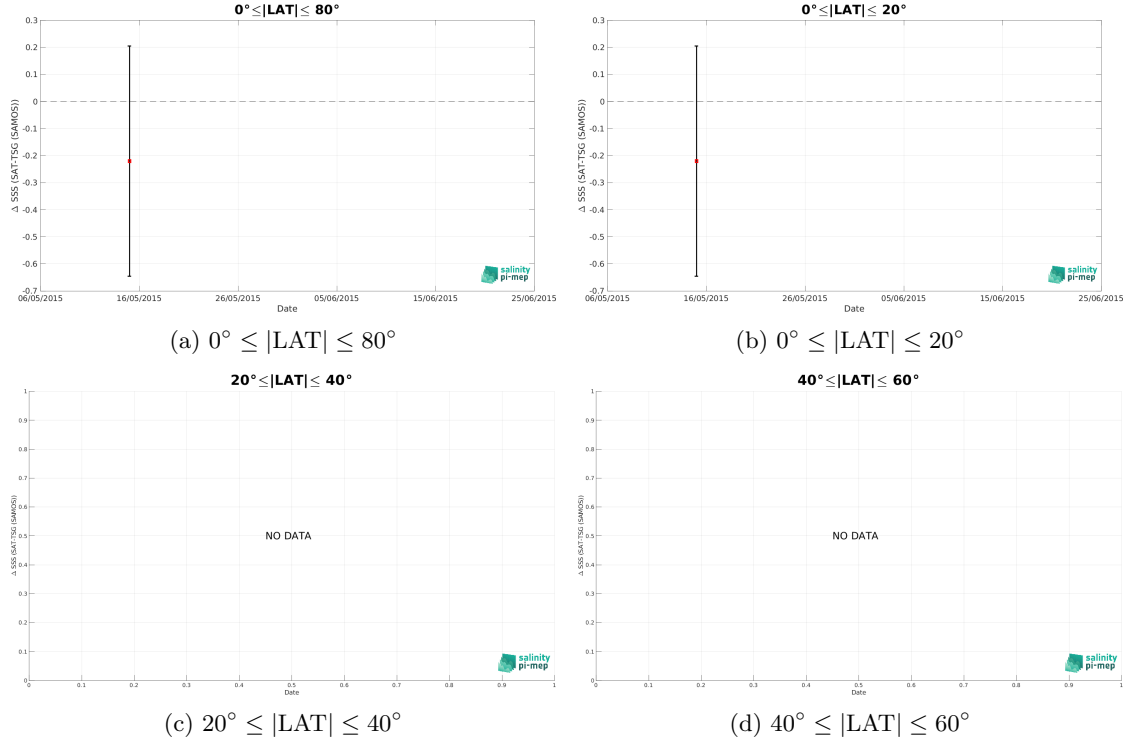 0°≤|LAT|≤ 80°
0.3
0.2
0.1
0
-0.1
-0.2
-0.3
-0.4
-0.5
-0.6
-0.7
Δ SSS (SAT-TSG (SAMOS))
06/05/2015 16/05/2015 26/05/2015 05/06/2015 15/06/2015 25/06/2015
Date
salinity
pi-mep
(a) 0° ≤ |LAT| ≤ 80°
0°≤|LAT|≤ 20°
0.3
0.2
0.1
0
-0.1
-0.2
-0.3
-0.4
-0.5
-0.6
-0.7
Δ SSS (SAT-TSG (SAMOS))
06/05/2015 16/05/2015 26/05/2015 05/06/2015 15/06/2015 25/06/2015
Date
salinity
pi-mep
(b) 0° ≤ |LAT| ≤ 20°
20°≤|LAT|≤ 40°
1
0.9
0.8
0.7
0.6
0.5
0.4
0.3
0.2
0.1
0
Δ SSS (SAT-TSG (SAMOS))
NO DATA
0 0.1 0.2 0.3 0.4 0.5 0.6 0.7 0.8 0.9 1
Date
salinity
pi-mep
(c) 20° ≤ |LAT| ≤ 40°
40°≤|LAT|≤ 60°
1
0.9
0.8
0.7
0.6
0.5
0.4
0.3
0.2
0.1
0
Δ SSS (SAT-TSG (SAMOS))
NO DATA
0 0.1 0.2 0.3 0.4 0.5 0.6 0.7 0.8 0.9 1
Date
salinity
pi-mep
(d) 40° ≤ |LAT| ≤ 60°